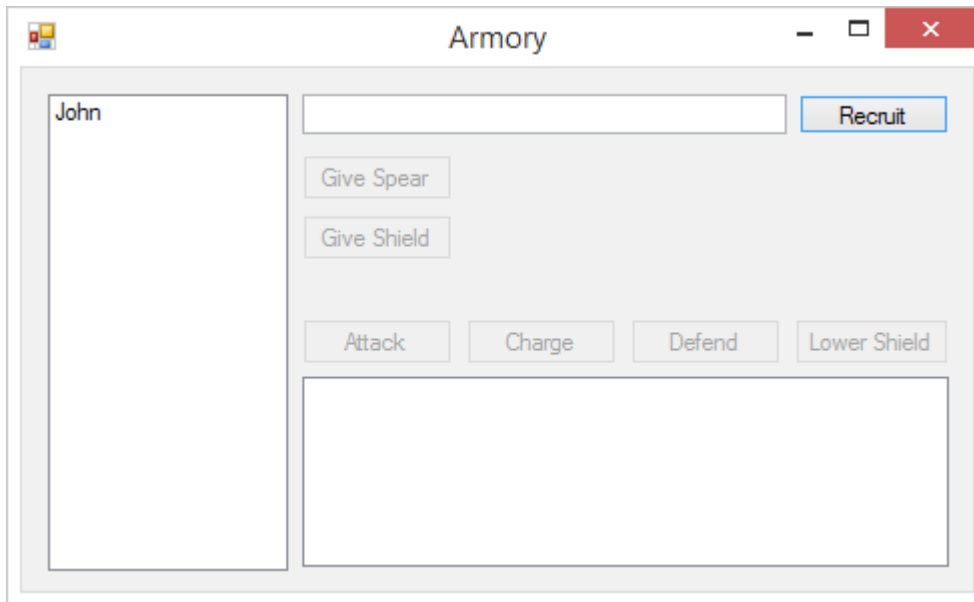 Armory
John
Recruit
Give Spear
Give Shield
Attack Charge Defend Lower Shield